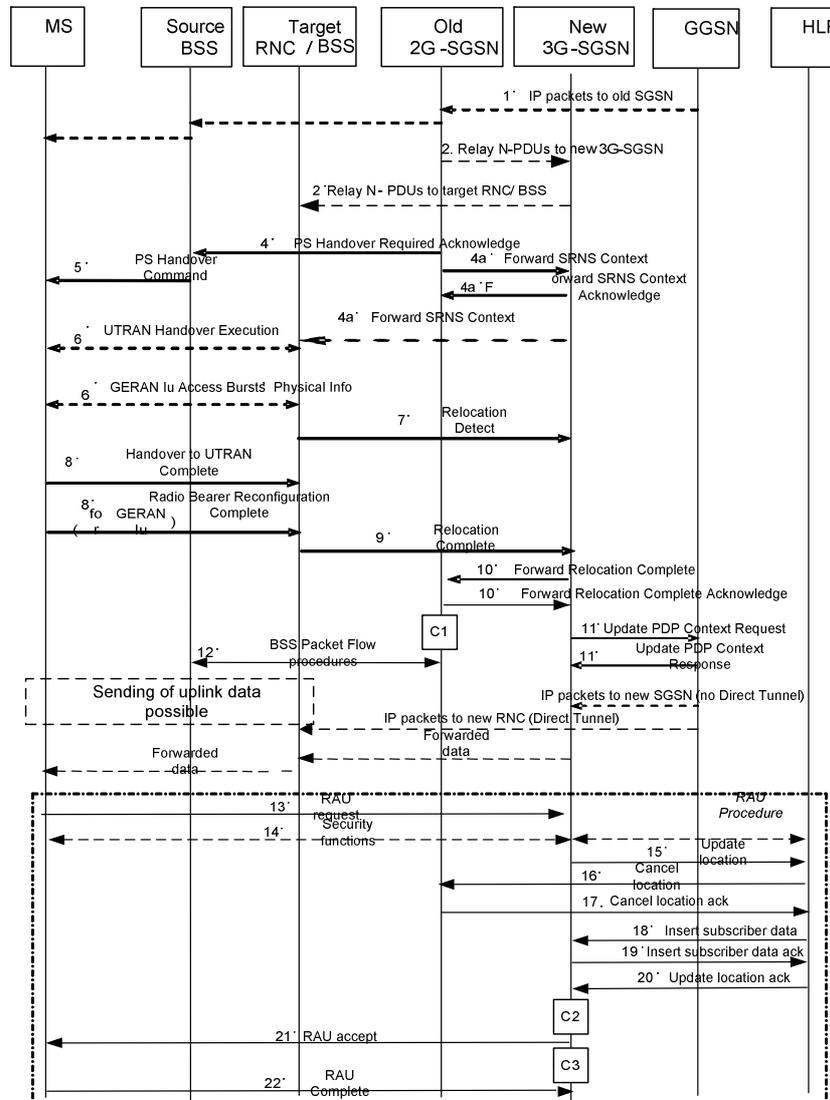 MS
Source
BSS
Target
RNC / BSS
Old
2G-SGSN
New
3G-SGSN
GGSN
HLR
1. IP packets to old SGSN
2. Relay N-PDUs to new 3G-SGSN
2. Relay N- PDUs to target RNC/ BSS
4. PS Handover Required Acknowledge
5. PS Handover
Command
4a. Forward SRNS Context
4a. F orward SRNS Context
Acknowledge
4a. Forward SRNS Context
6. UTRAN Handover Execution
6. GERAN Iu Access Bursts Physical Info
7. Relocation
Detect
8. Handover to UTRAN
Complete
8. Radio Bearer Reconfiguration
Complete
(for GERAN Iu)
9. Relocation
Complete
10. Forward Relocation Complete
10. Forward Relocation Complete Acknowledge
C1
11. Update PDP Context Request
11. Update PDP Context
Response
12. BSS Packet Flow
procedures
Sending of uplink data
possible
IP packets to new SGSN (no Direct Tunnel)
IP packets to new RNC (Direct Tunnel)
Forwarded
data
Forwarded
data
RAU
Procedure
13. RAU
request
14. Security
functions
15. Update
location
16. Cancel
location
17. Cancel location ack
18. Insert subscriber data
19. Insert subscriber data ack
20. Update location ack
C2
21. RAU accept
C3
22. RAU
Complete